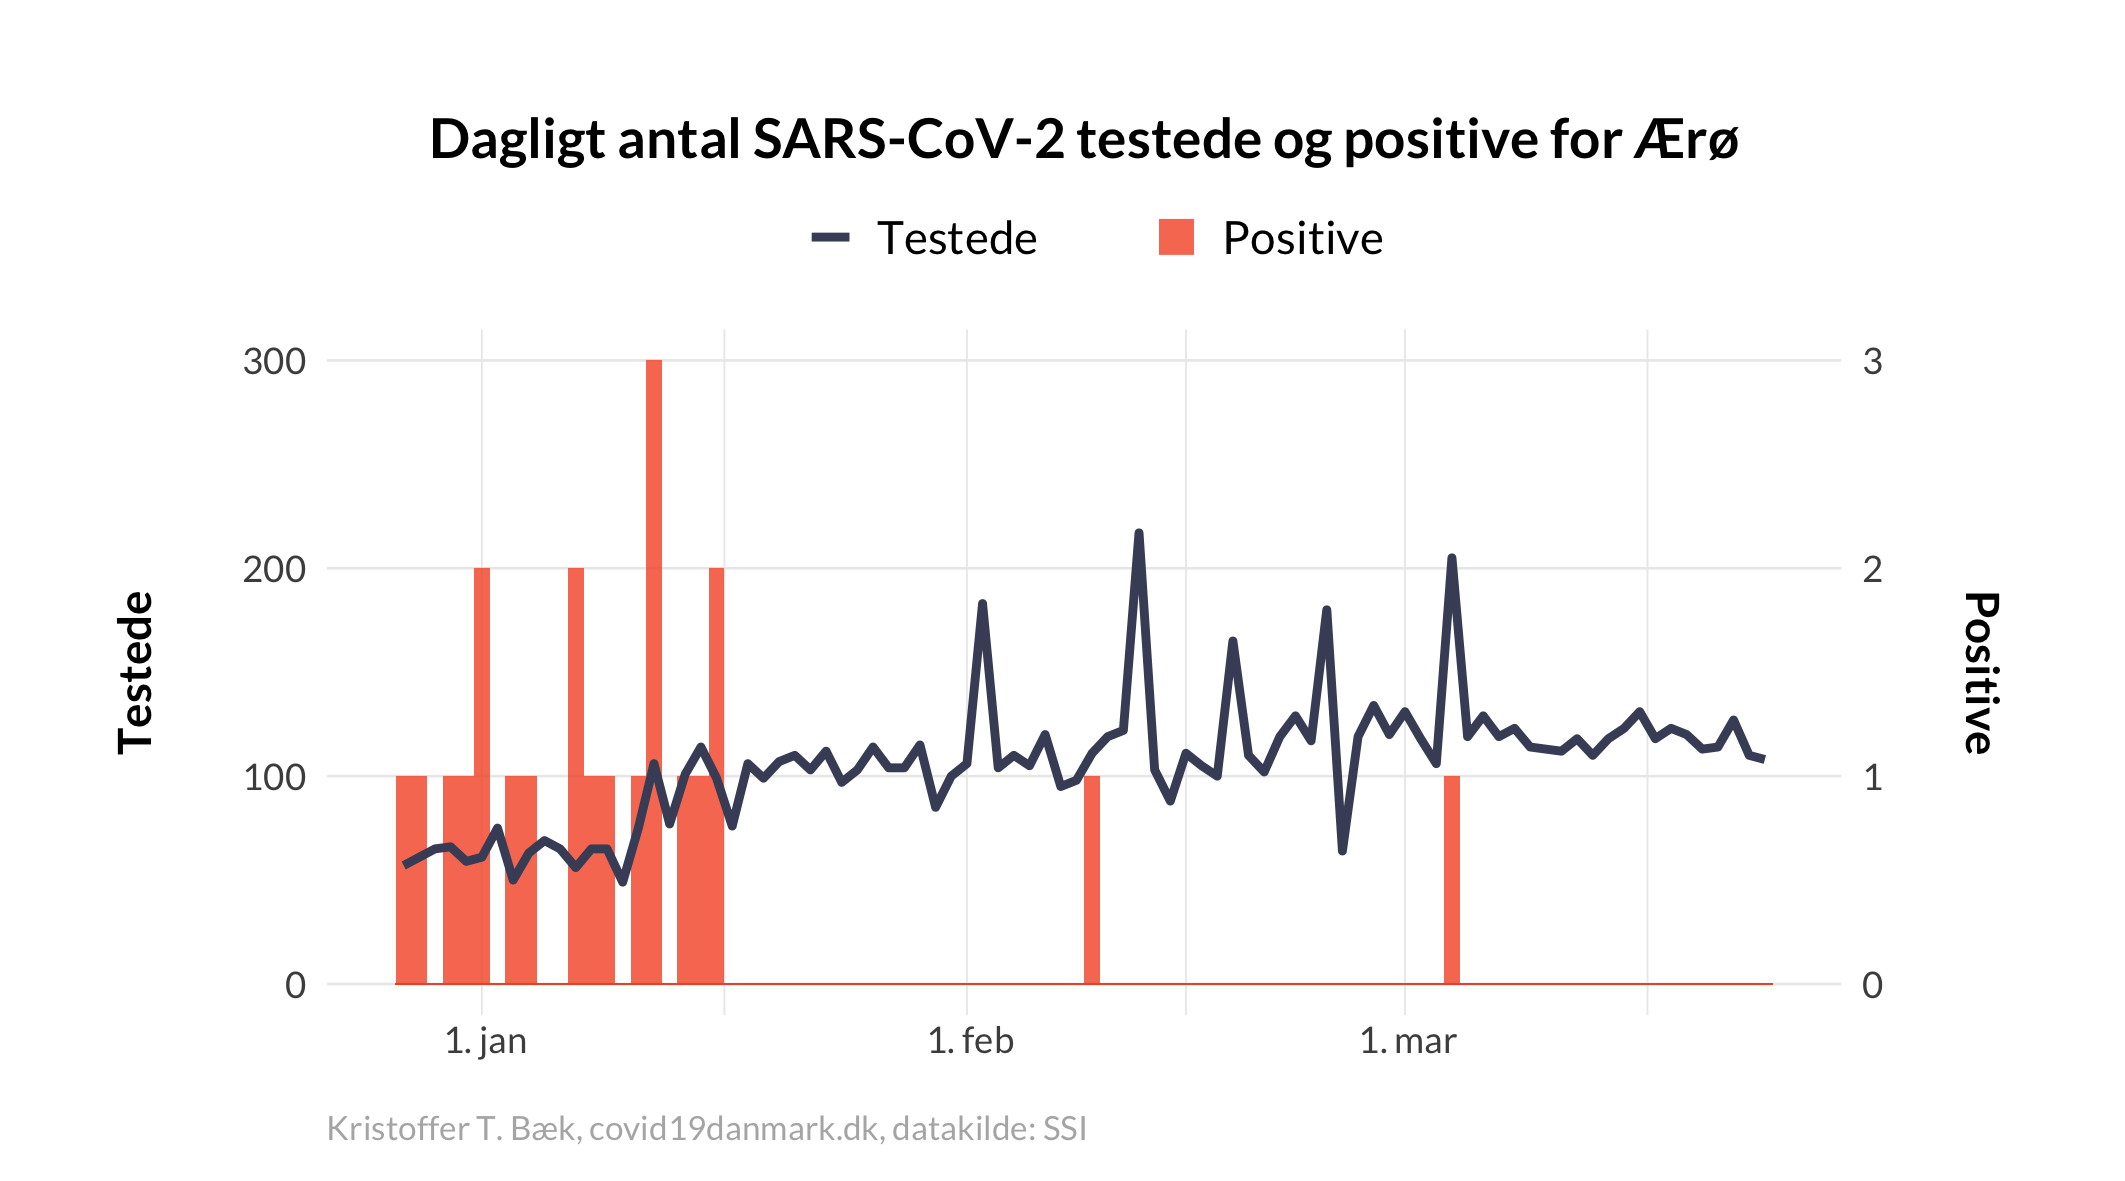 Dagligt antal SARS-CoV-2 testede og positive for Ærø
Testede
Positive
300
200
100
0
3
2
1
0
Testede
Positive
1. jan
1. feb
1. mar
Kristoffer T. Bæk, covid19danmark.dk, datakilde: SSI